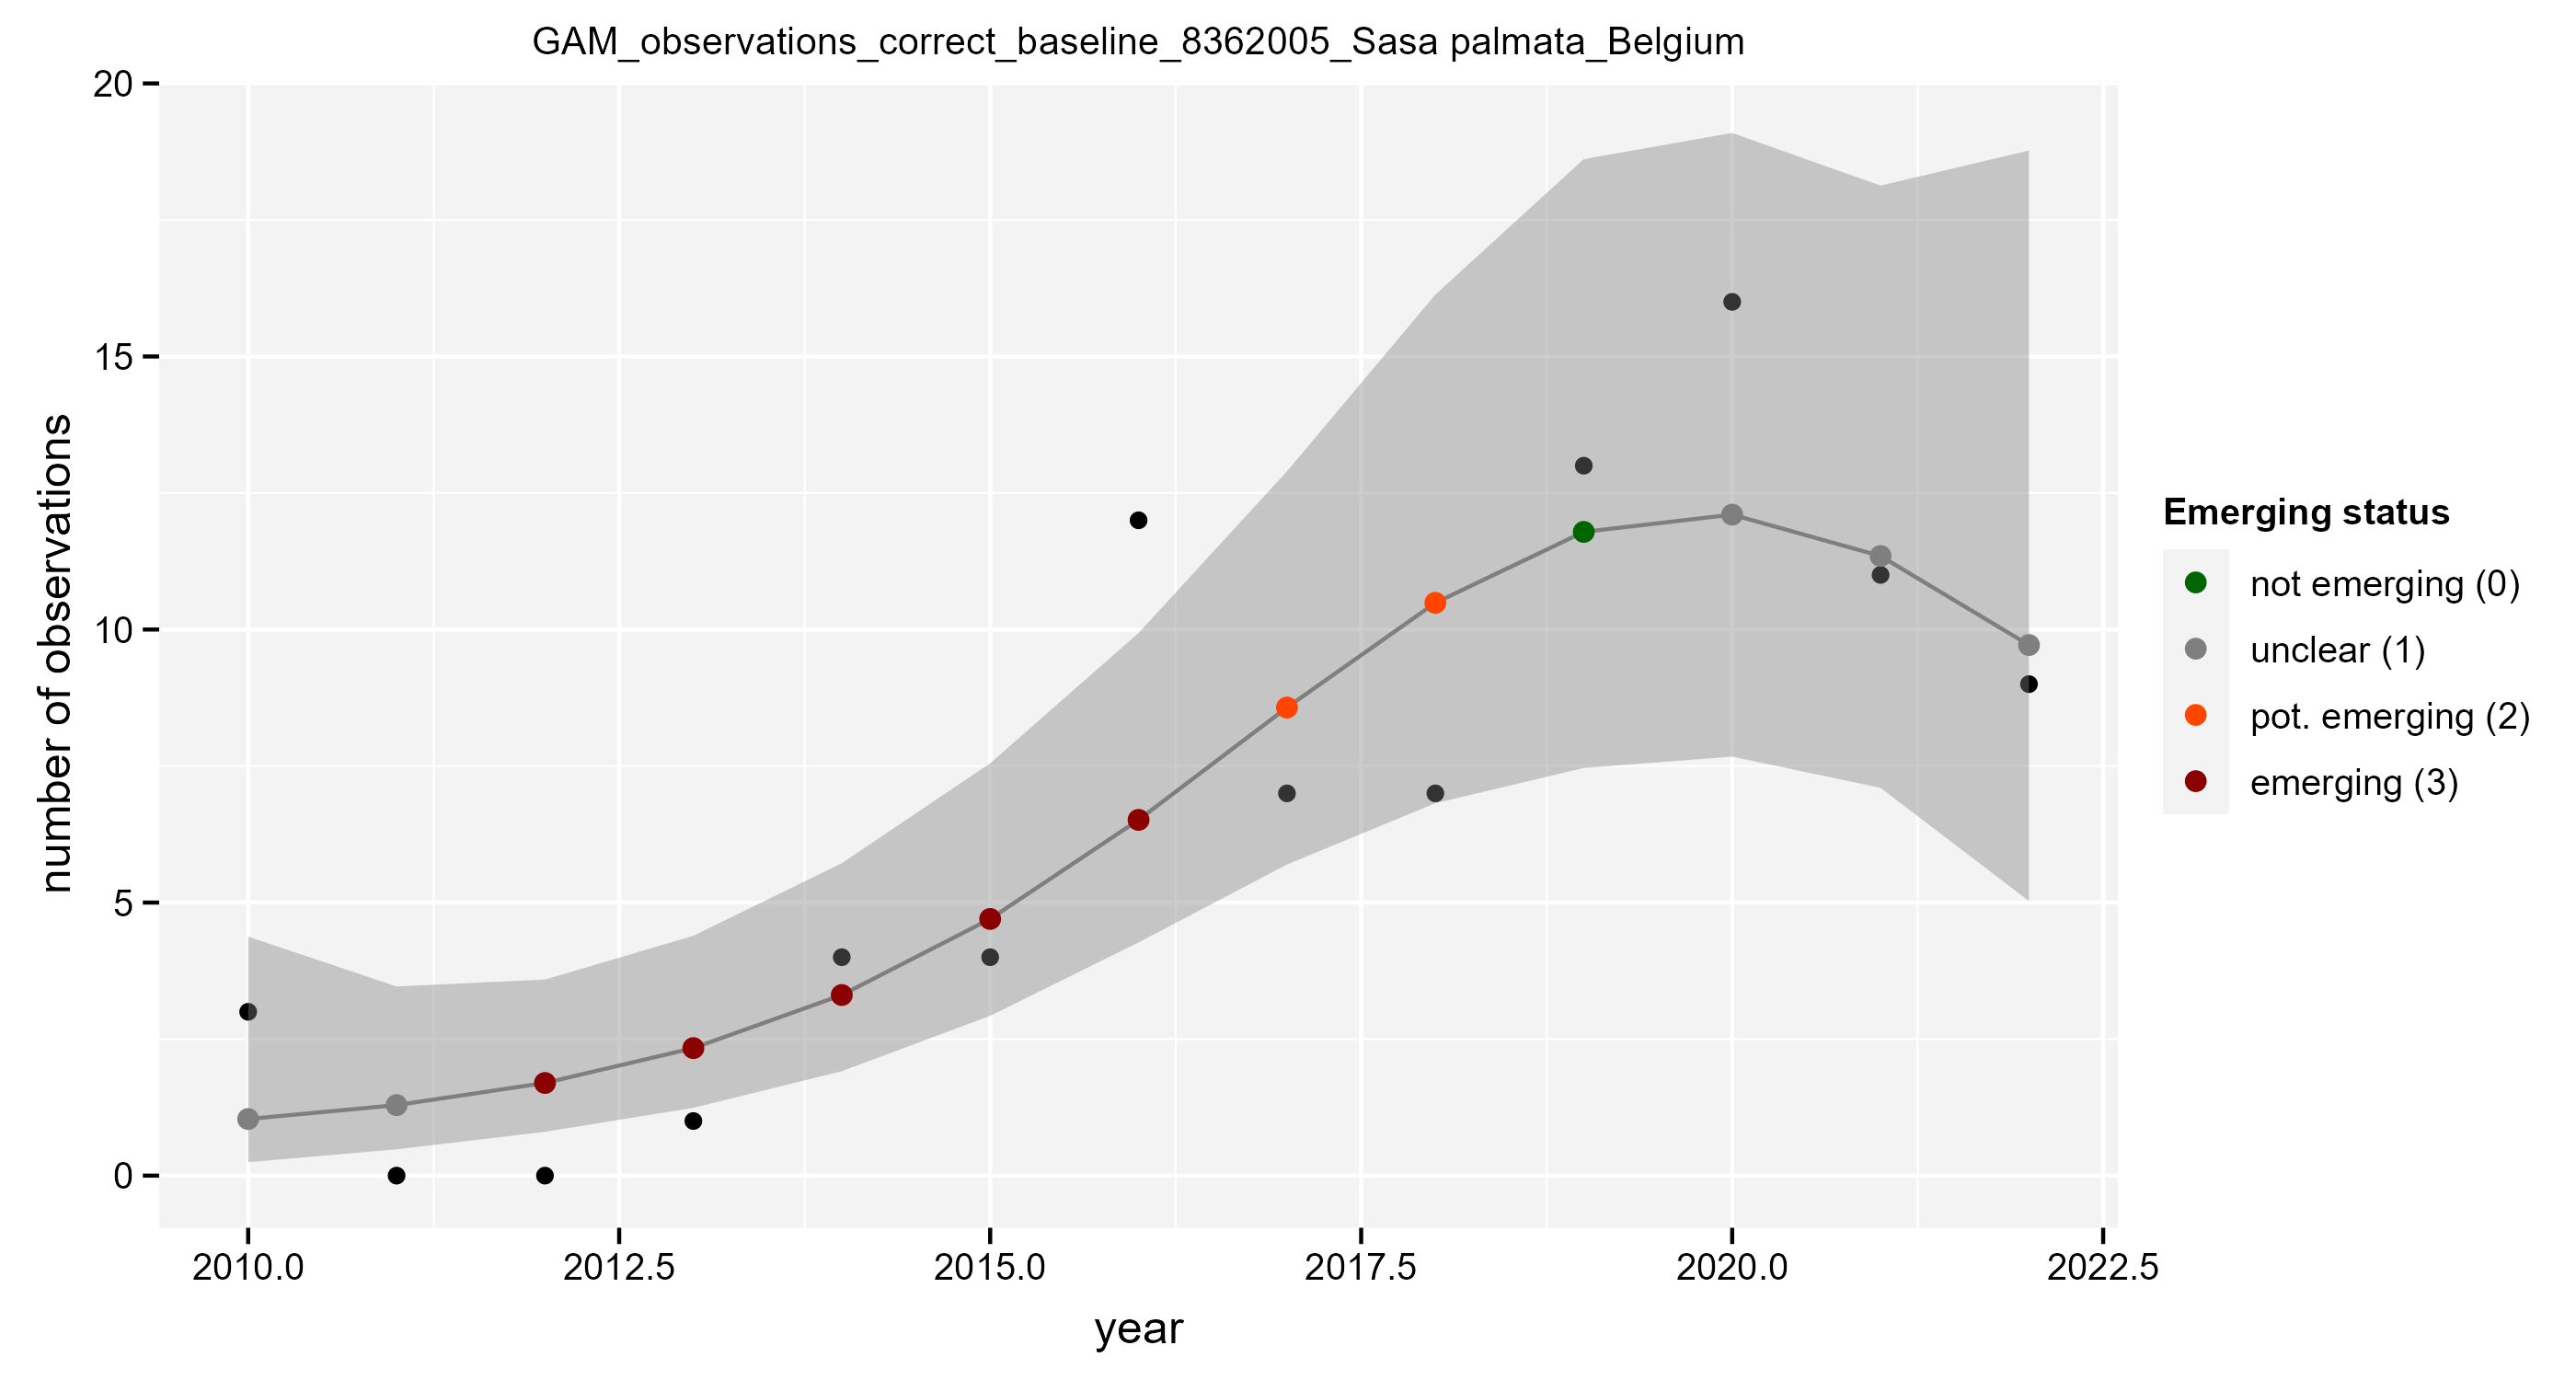 GAM_observations_correct_baseline_8362005_Sasa palmata_Belgium
number of observations
20
15
10
5
0
2010.0
2012.5
2015.0
2017.5
2020.0
2022.5
year
Emerging status
not emerging (0)
unclear (1)
pot. emerging (2)
emerging (3)